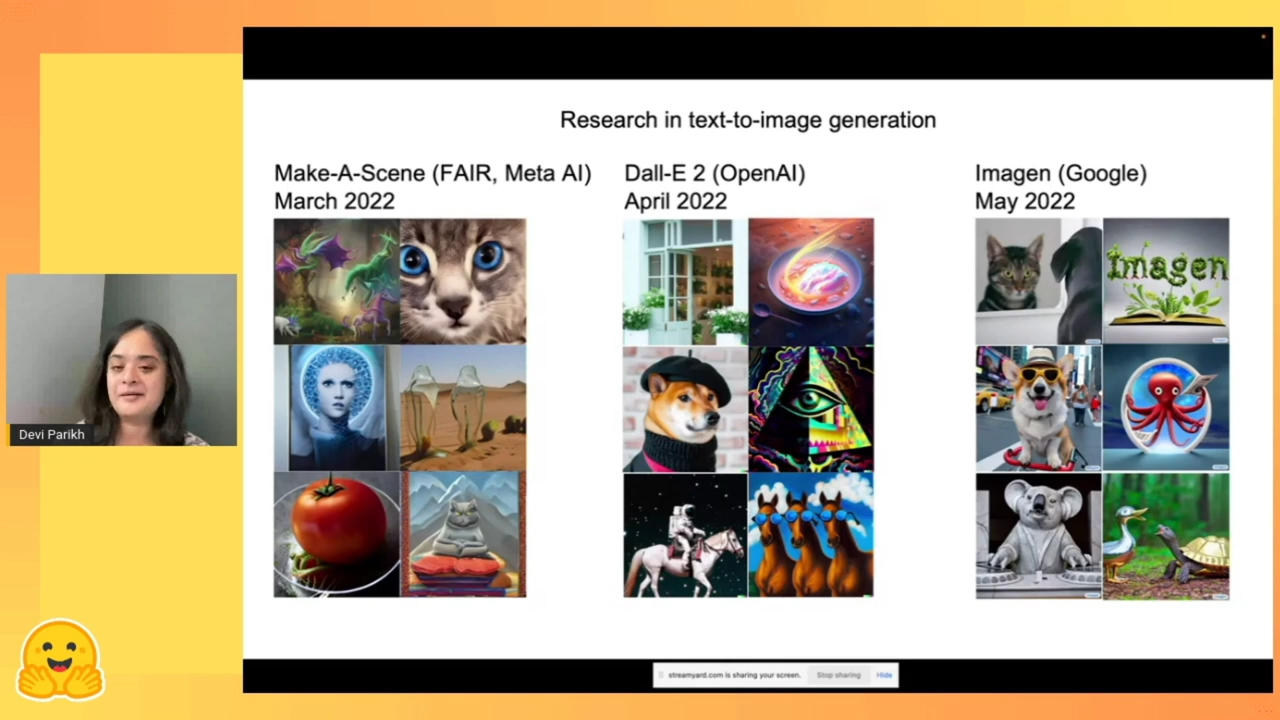 Research in text-to-image generation
Make-A-Scene (FAIR, Meta AI)
March 2022
Dall-E 2 (OpenAI)
April 2022
Imagen (Google)
May 2022
Imagen
Devi Parikh
streamyard.com is sharing your screen.
Stop sharing
Hide